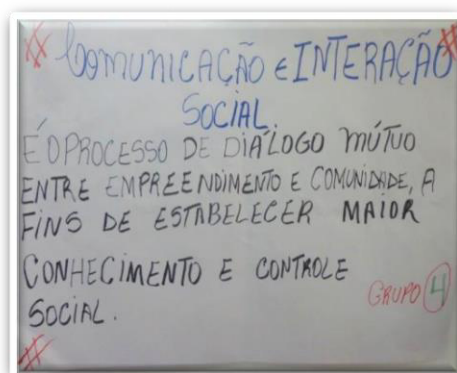 COMUNICAÇÃO E INTERAÇÃO
SOCIAL.
É O PROCESSO DE DIÁLOGO MÚTUO
ENTRE EMPREENDIMENTO E COMUNIDADE, A
FINS DE ESTABELECER MAIOR
CONHECIMENTO E CONTROLE
SOCIAL.
GRUPO 4